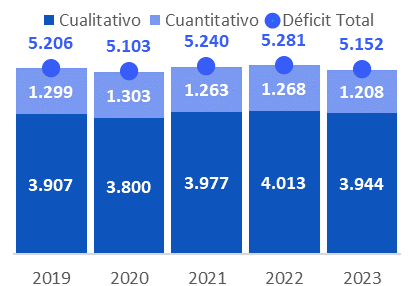 Cualitativo Cuantitativo Déficit Total
5.206 5.103 5.240 5.281 5.152
1.299 1.303 1.263 1.268 1.208
3.907 3.800 3.977 4.013 3.944
2019 2020 2021 2022 2023